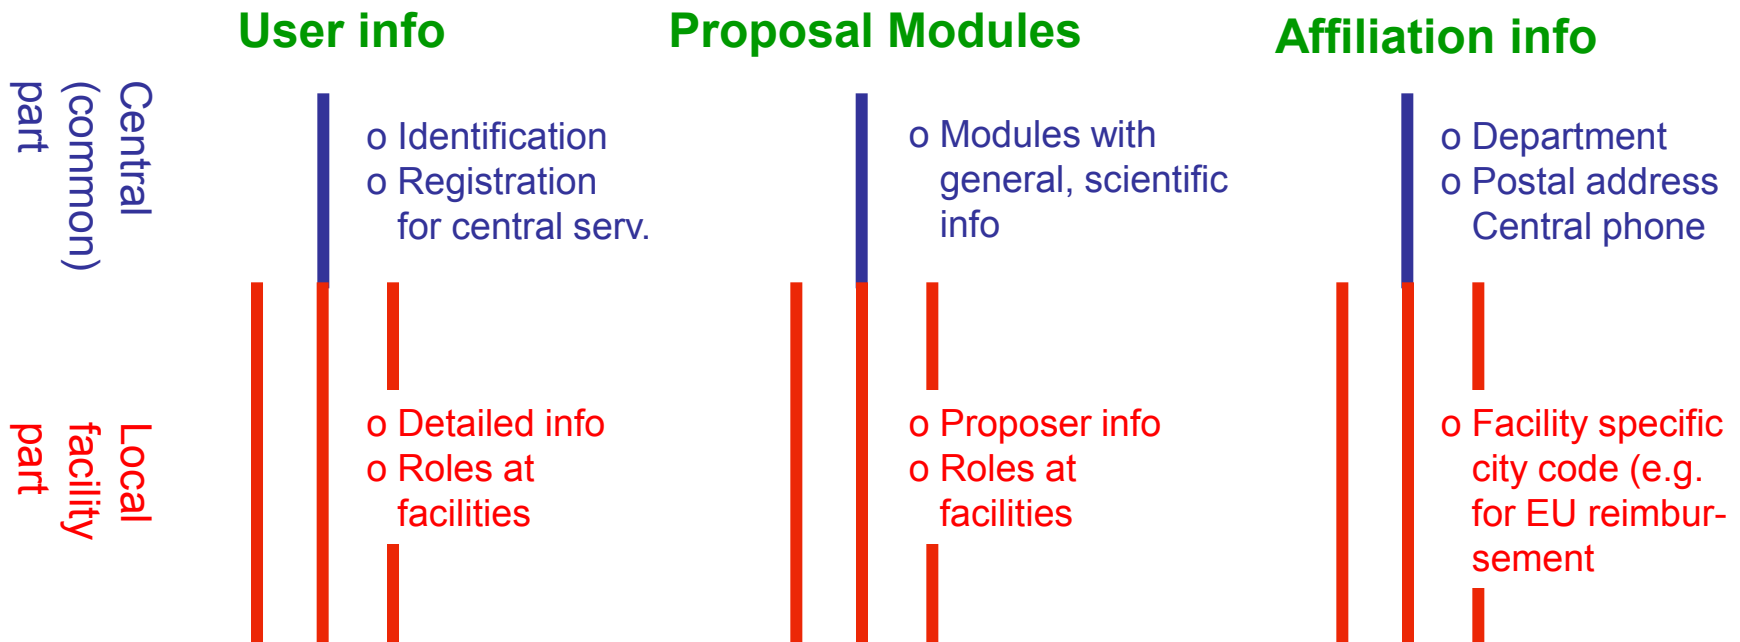 User info
Proposal Modules
Affiliation info
Central
(common)
part
o Identification
o Registration
for central serv.
o Modules with
general, scientific
info
o Department
o Postal address
Central phone
Local
facility
part
o Detailed info
o Roles at
facilities
o Proposer info
o Roles at
facilities
o Facility specific
city code (e.g.
for EU reimbur-
sement